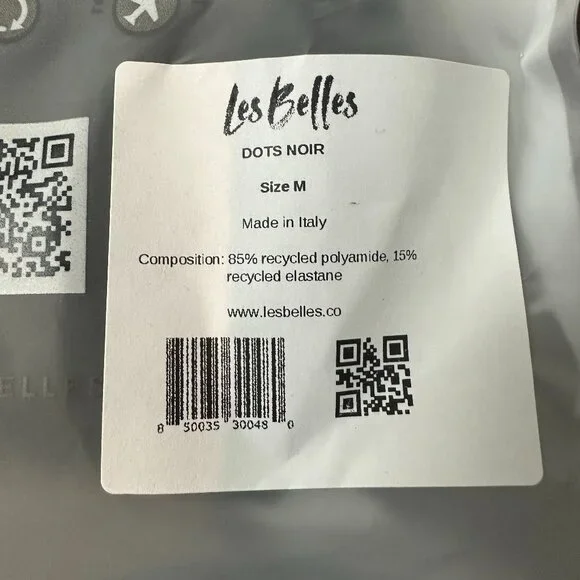 Les Belles
DOTS NOIR
Size M
Made in Italy
Composition: 85% recycled polyamide, 15%
recycled elastane
www.lesbelles.co
8 50035 30048 0